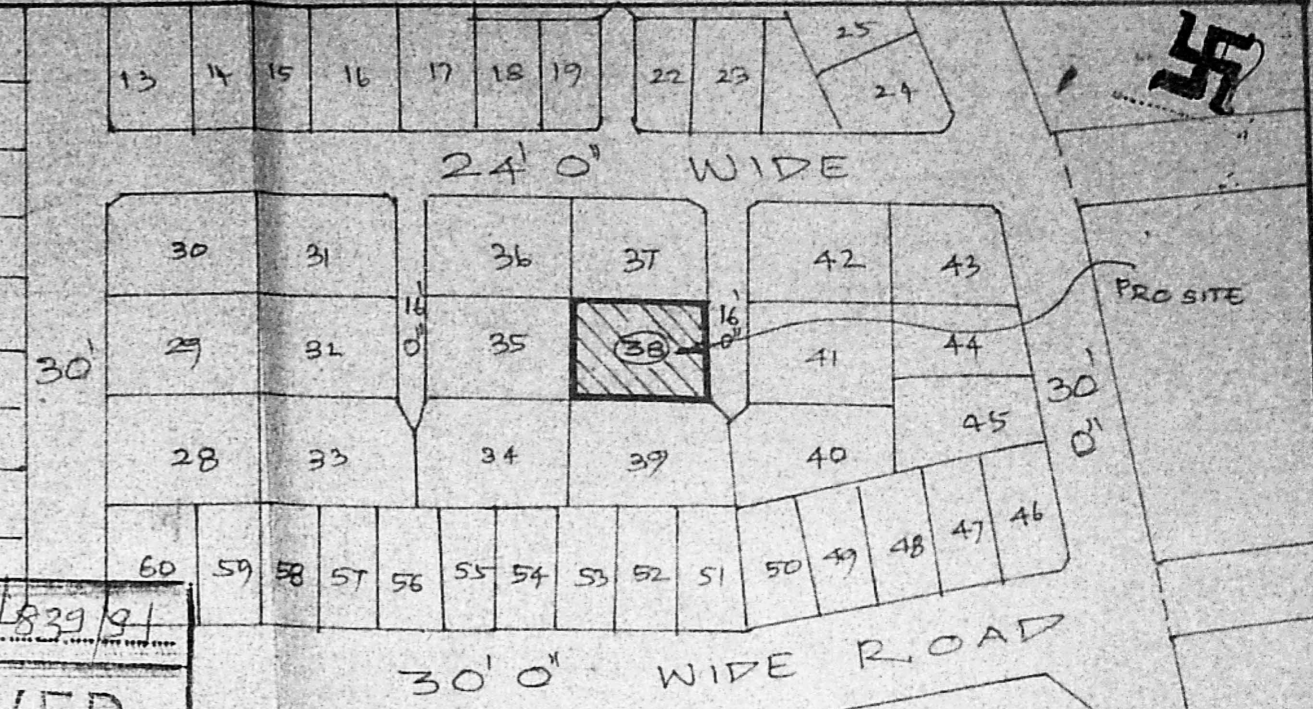 13 14 15 16 17 18 19 22 23 25
24
24' 0" WIDE
30 31 36 37 42 43
16' 0" 16' 0"
PRO SITE
29 32 35 38 41 44
30' 30' 0"
28 33 34 39 40 45
60 59 58 57 56 55 54 53 52 51 50 49 48 47 46
839/91
30' 0" WIDE ROAD